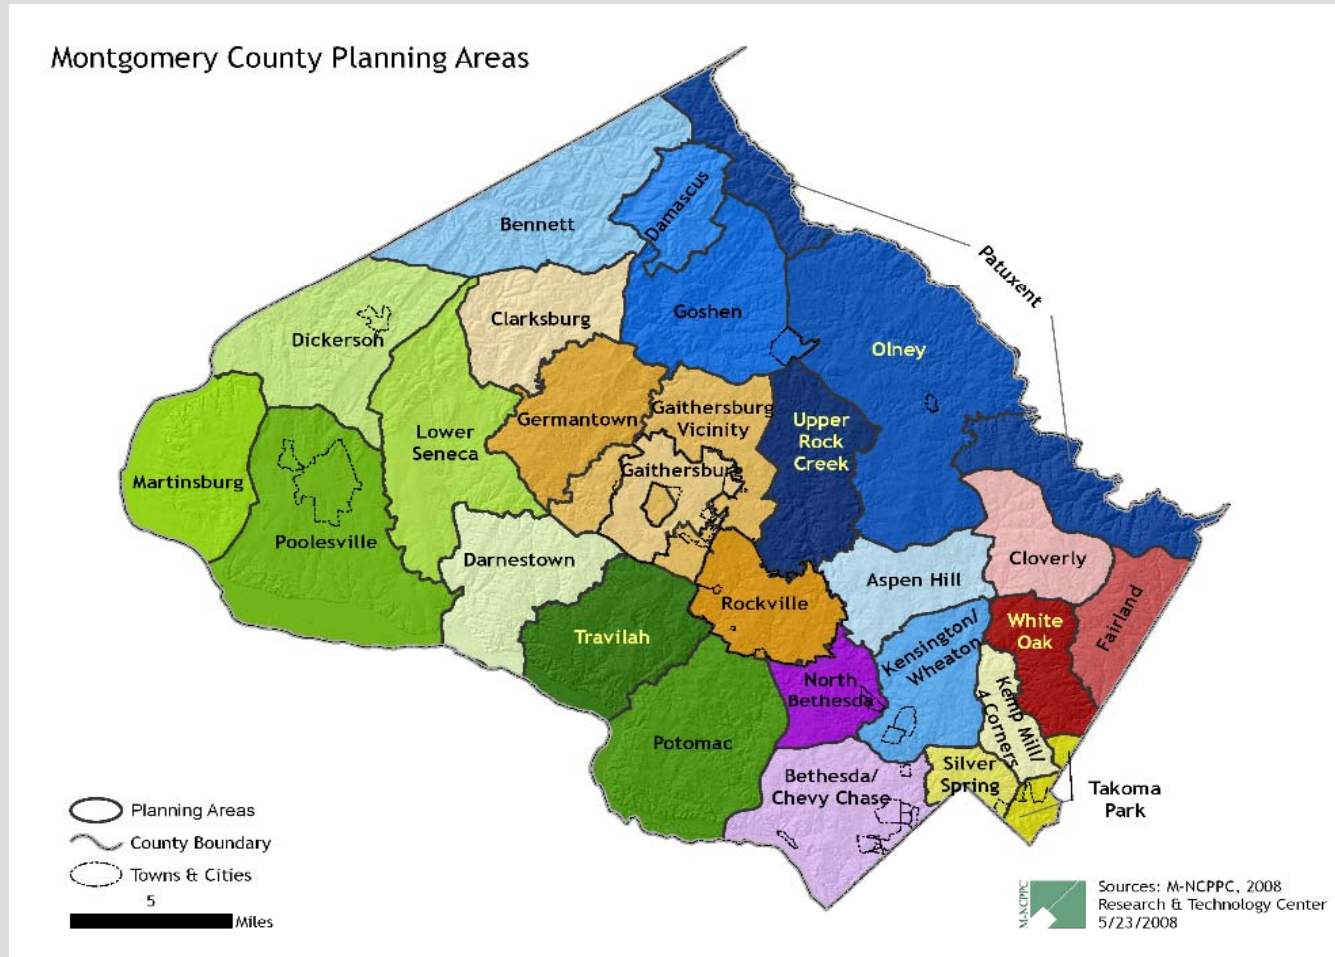 Montgomery County Planning Areas
Bennett
Damascus
Patuxent
Dickerson
Clarksburg
Goshen
Olney
Lower
Seneca
Germantown
Gaithersburg
Vicinity
Upper
Rock
Creek
Martinsburg
Gaithersburg
Poolesville
Darnestown
Aspen Hill
Cloverly
Rockville
Travilah
Kensington/
Wheaton
White
Oak
Fairland
North
Bethesda
Kemp Mill/
4 Corners
Potomac
Bethesda/
Chevy Chase
Silver
Spring
Takoma
Park
Planning Areas
County Boundary
Towns & Cities
5
Miles
M-NCPPC
Sources: M-NCPPC, 2008
Research & Technology Center
5/23/2008